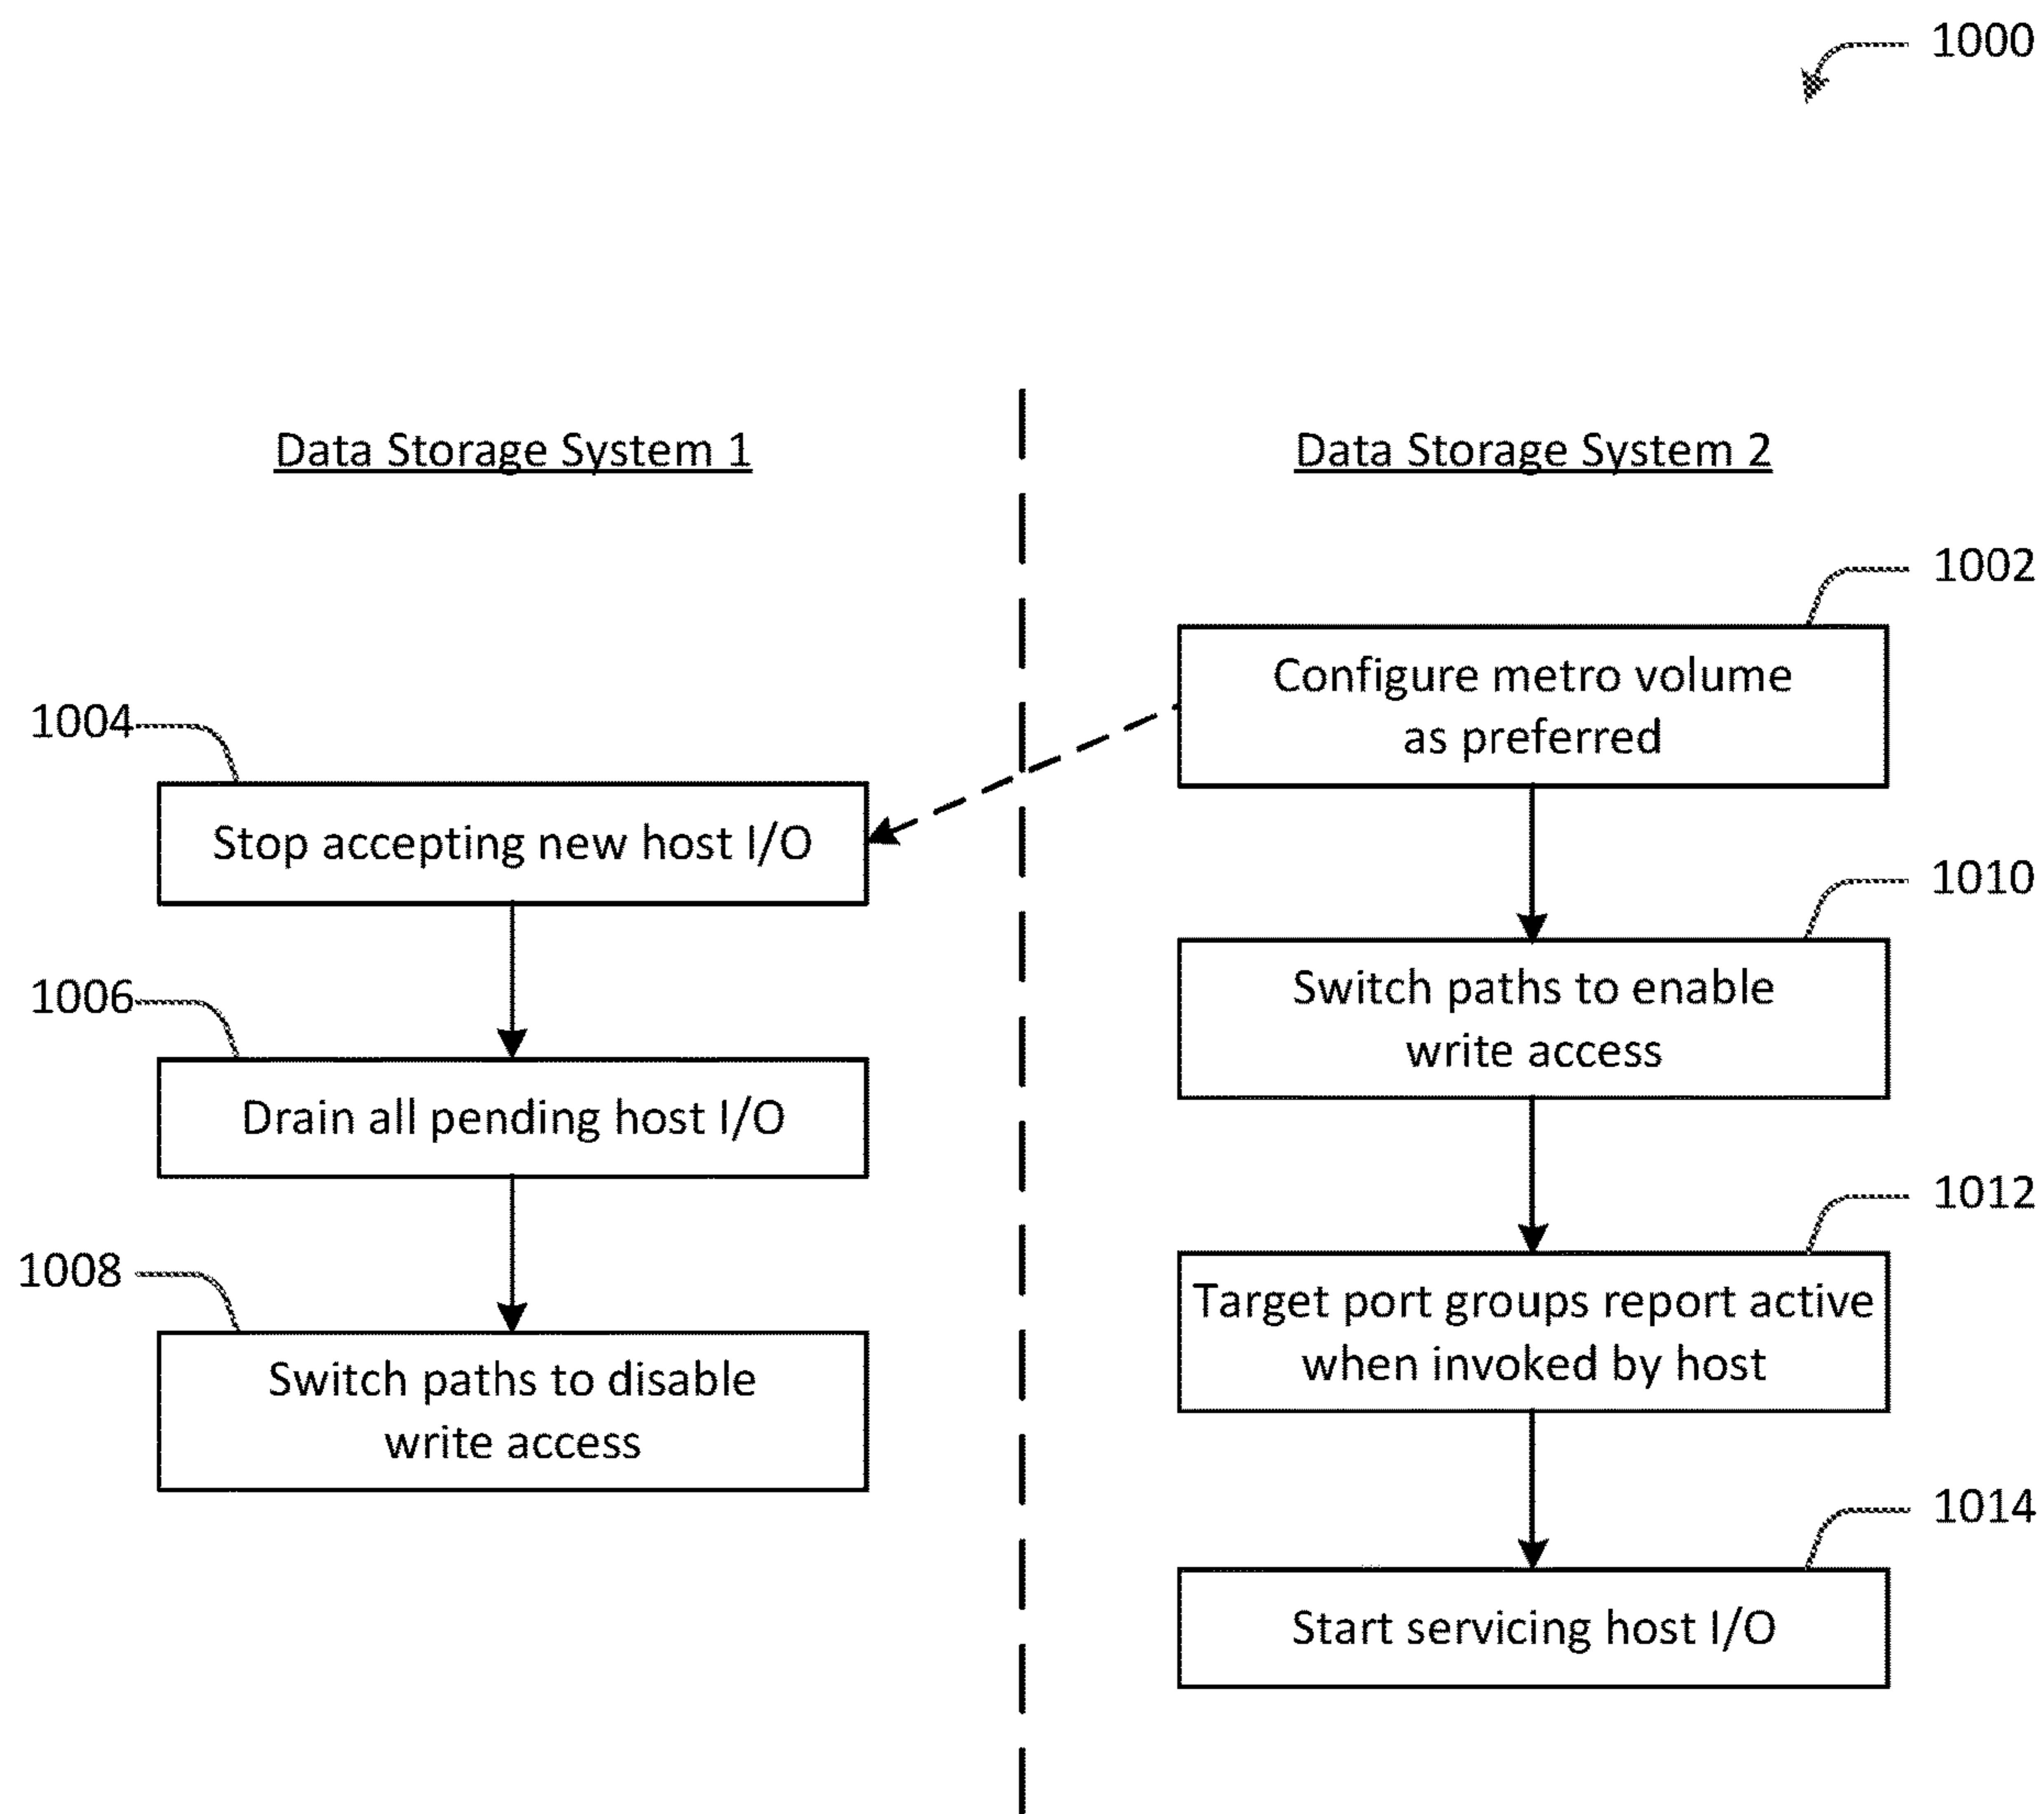 1000
Data Storage System 1
Data Storage System 2
1002
Configure metro volume
as preferred
1004
Stop accepting new host I/O
1010
Switch paths to enable
write access
1006
Drain all pending host I/O
1012
Target port groups report active
when invoked by host
1008
Switch paths to disable
write access
1014
Start servicing host I/O